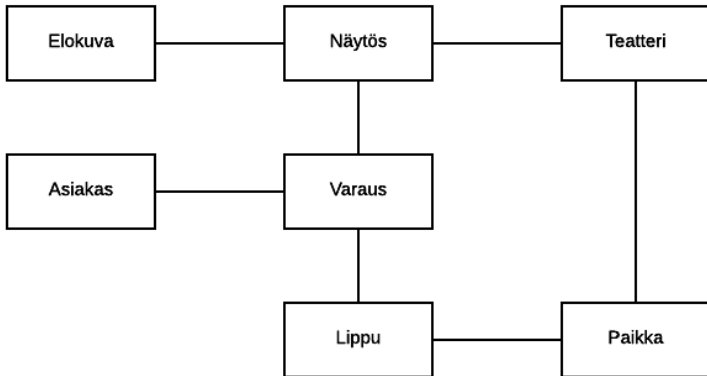 Elokuva
Näytös
Teatteri
Asiakas
Varaus
Lippu
Paikka